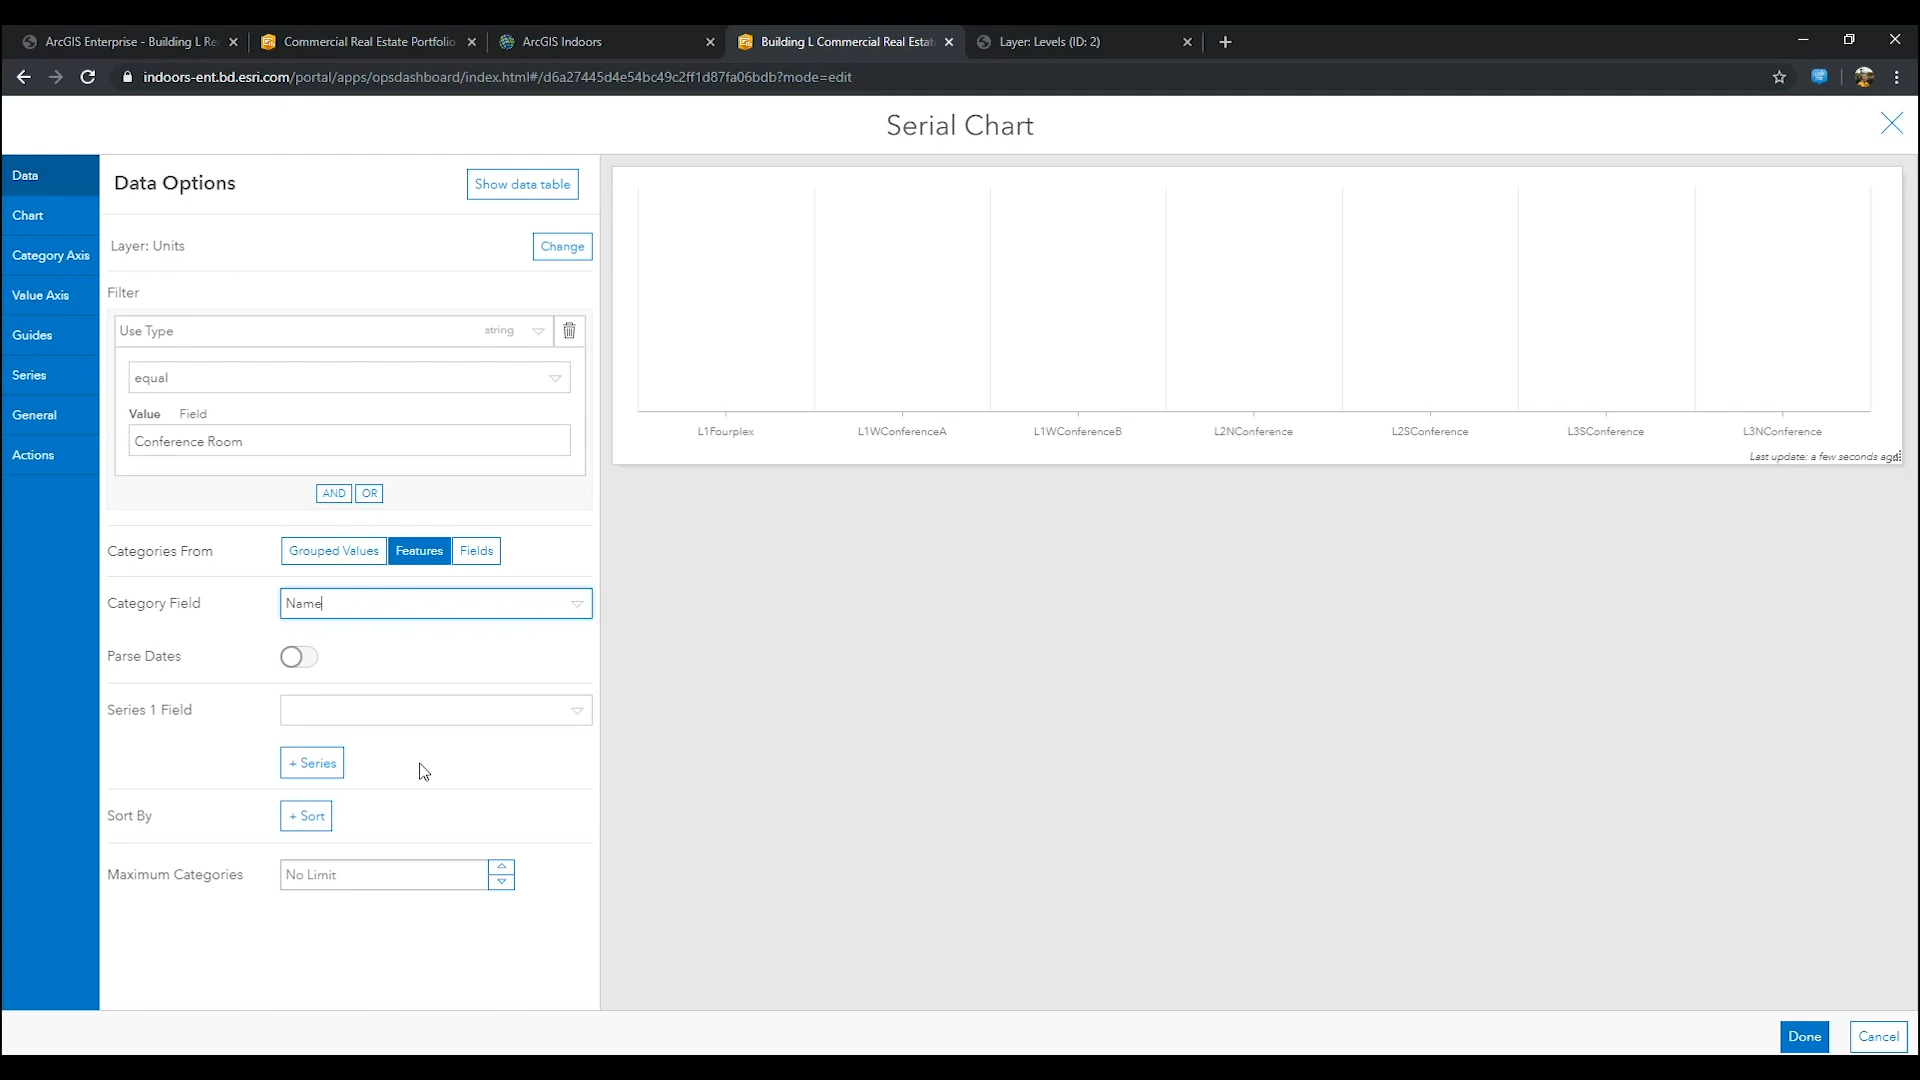 ArcGIS Enterprise - Building L Re
Commercial Real Estate Portfolio
ArcGIS Indoors
Building L Commercial Real Estat
Layer: Levels (ID: 2)
indoors-ent.bd.esri.com/portal/apps/opsdashboard/index.html#/d6a27445d4e54bc49c2ff1d87fa06bdb?mode=edit
Serial Chart
Data
Chart
Category Axis
Value Axis
Guides
Series
General
Actions
Data Options
Show data table
Layer: Units
Change
Filter
Use Type string
equal
Value Field
Conference Room
AND OR
Categories From Grouped Values Features Fields
Category Field Name
Parse Dates
Series 1 Field
+ Series
Sort By + Sort
Maximum Categories No Limit
L1Fourplex L1WConferenceA L1WConferenceB L2NConference L2SConference L3SConference L3NConference
Last update: a few seconds ago
Done Cancel